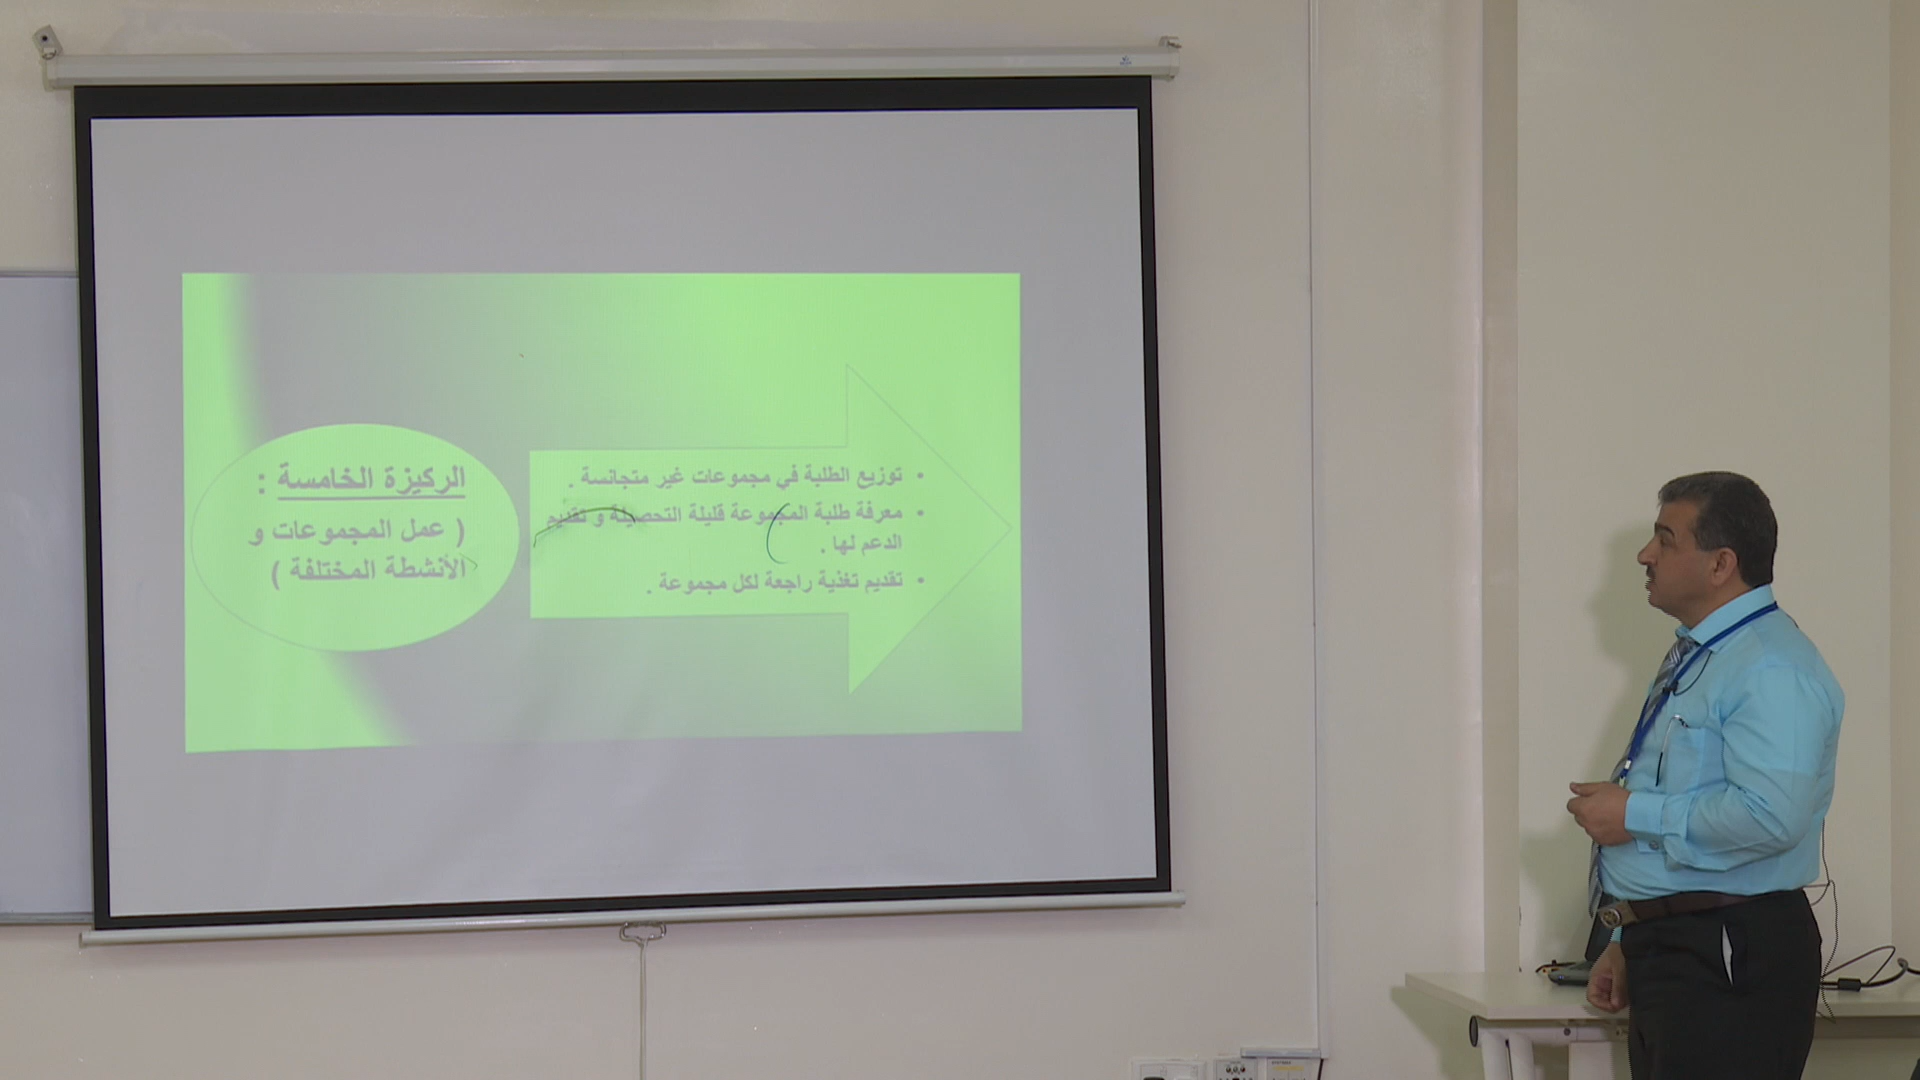 الركيزة الخامسة :
( عمل المجموعات و
الأنشطة المختلفة )
• توزيع الطلبة في مجموعات غير متجانسة .
• معرفة طلبة المجموعة قليلة التحصيلة و تقديم
الدعم لها .
• تقديم تغذية راجعة لكل مجموعة .